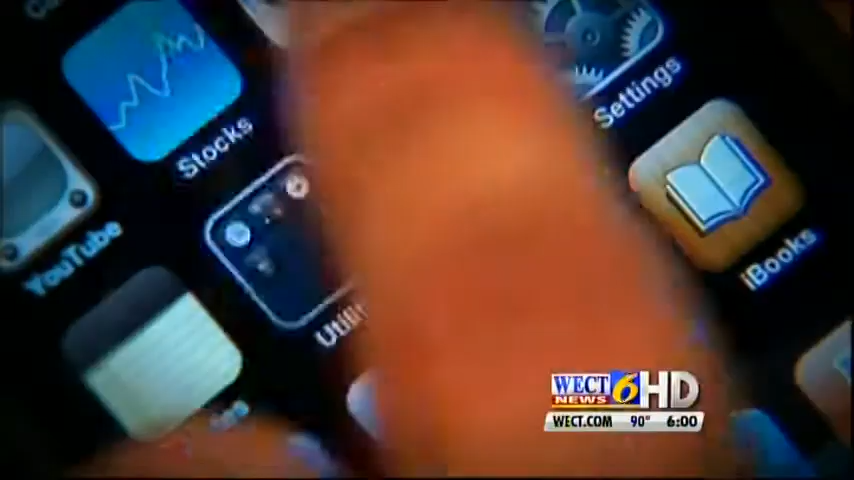 Settings
Stocks
YouTube
iBooks
WECT 6 HD
NEWS
WECT.COM 90° 6:00